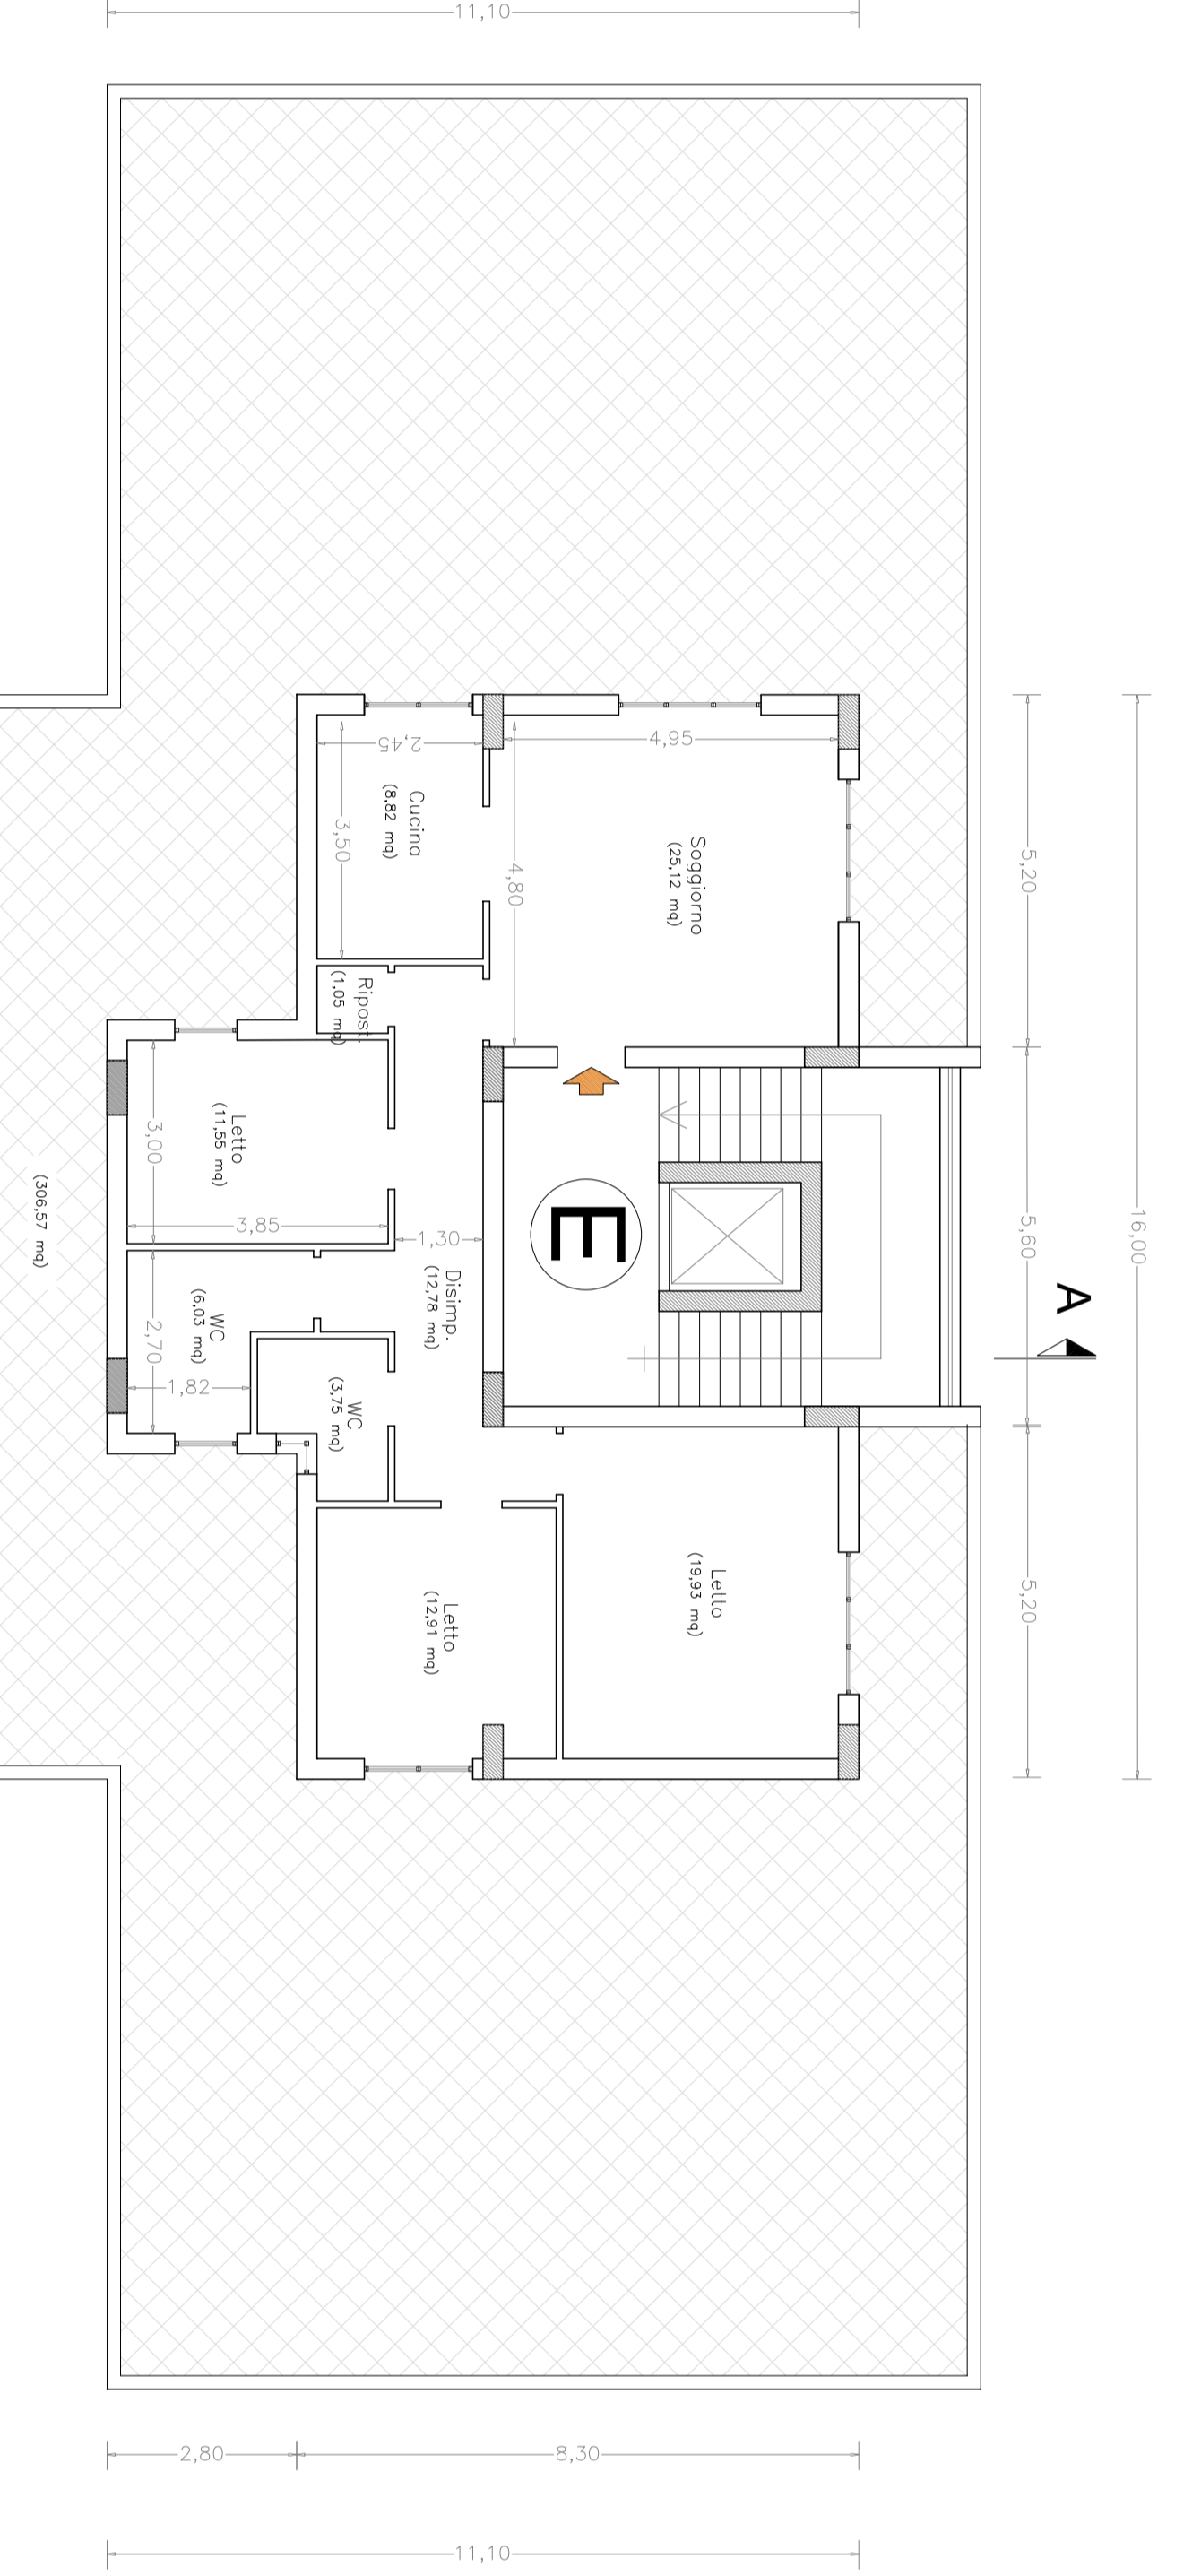 11,10
4,95
2,45
Cucina
(8,82 mq)
3,50
4,80
Soggiorno
(25,12 mq)
5,20
Ripost.
(1,05 mq)
Letto
(11,55 mq)
3,00
3,85
1,30
E
5,60
16,00
A
(306,57 mq)
Disimp.
(12,78 mq)
WC
(6,03 mq)
2,70
1,82
WC
(3,75 mq)
Letto
(19,93 mq)
5,20
Letto
(12,91 mq)
2,80
8,30
11,10